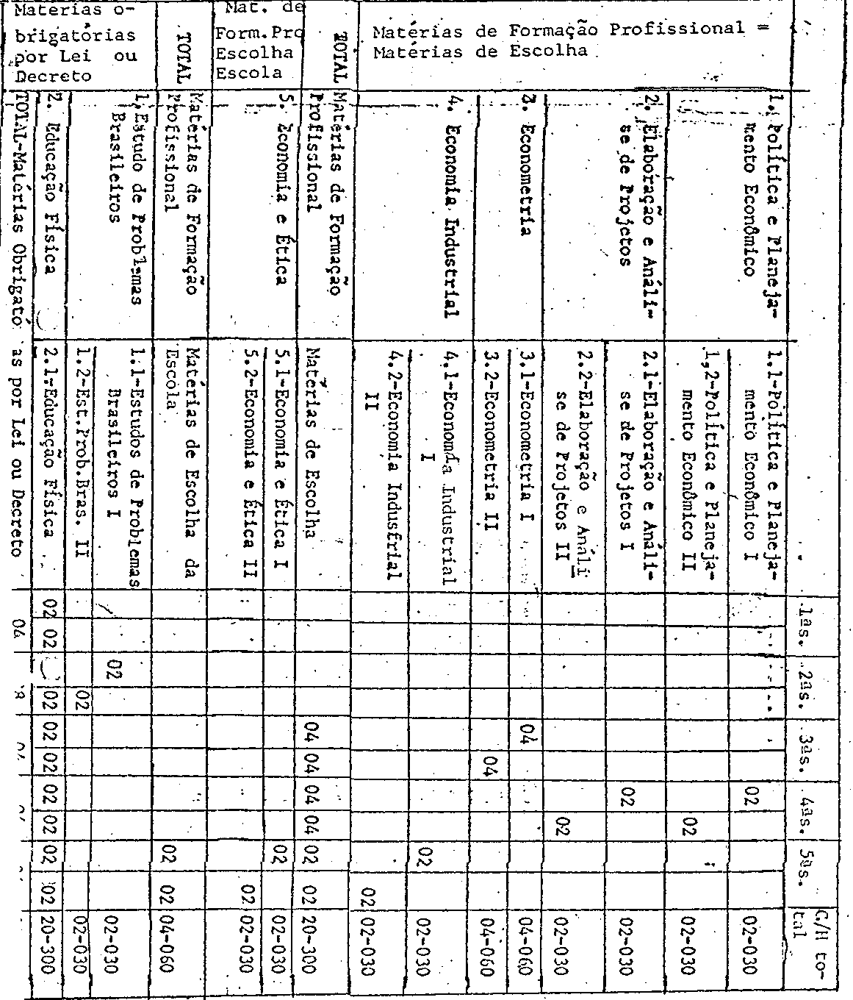 Matérias de Formação Profissional =
Matérias de Escolha
1ªs. 2ªs. 3ªs. 4ªs. 5ªs. C/H to-
tal
1. Política e Planeja-
mento Econômico
1.1-Política e Planeja-
mento Econômico I
02 02-030
1,2-Política e Planeja-
mento Econômico II
02 02-030
2. Elaboração e Análi-
se de Projetos
2.1-Elaboração e Análi-
se de Projetos I
02 02-030
2.2-Elaboração e Análi
se de Projetos II
02 02-030
3. Econometria
3.1-Econometria I
04 04-060
3.2-Econometria II
04 04-060
4. Economia Industrial
4.1-Economia Industrial
I
02 02-030
4.2-Economia Industrial
II
02 02-030
TOTAL
Matérias de Formação
Profissional
Matérias de Escolha
04 04 04 04 02 02 20-300
Mat. de
Form.Pro
Escolha
Escola
5. Economia e Ética
5.1-Economia e Ética I
02 02-030
5.2-Economia e Ética II
02 02-030
TOTAL
Matérias de Formação
Profissional
Matérias de Escolha da
Escola
02 02 04-060
Materias o-
brigatórias
por Lei ou
Decreto
1.Estudo de Problemas
Brasileiros
1.1-Estudos de Problemas
Brasileiros I
02 02-030
1.2-Est.Prob.Bras. II
02 02-030
2. Educação Física
2.1-Educação Física
02 02 02 02 02 02 02 02 02 20-300
TOTAL-Matérias Obrigató as por Lei ou Decreto
04